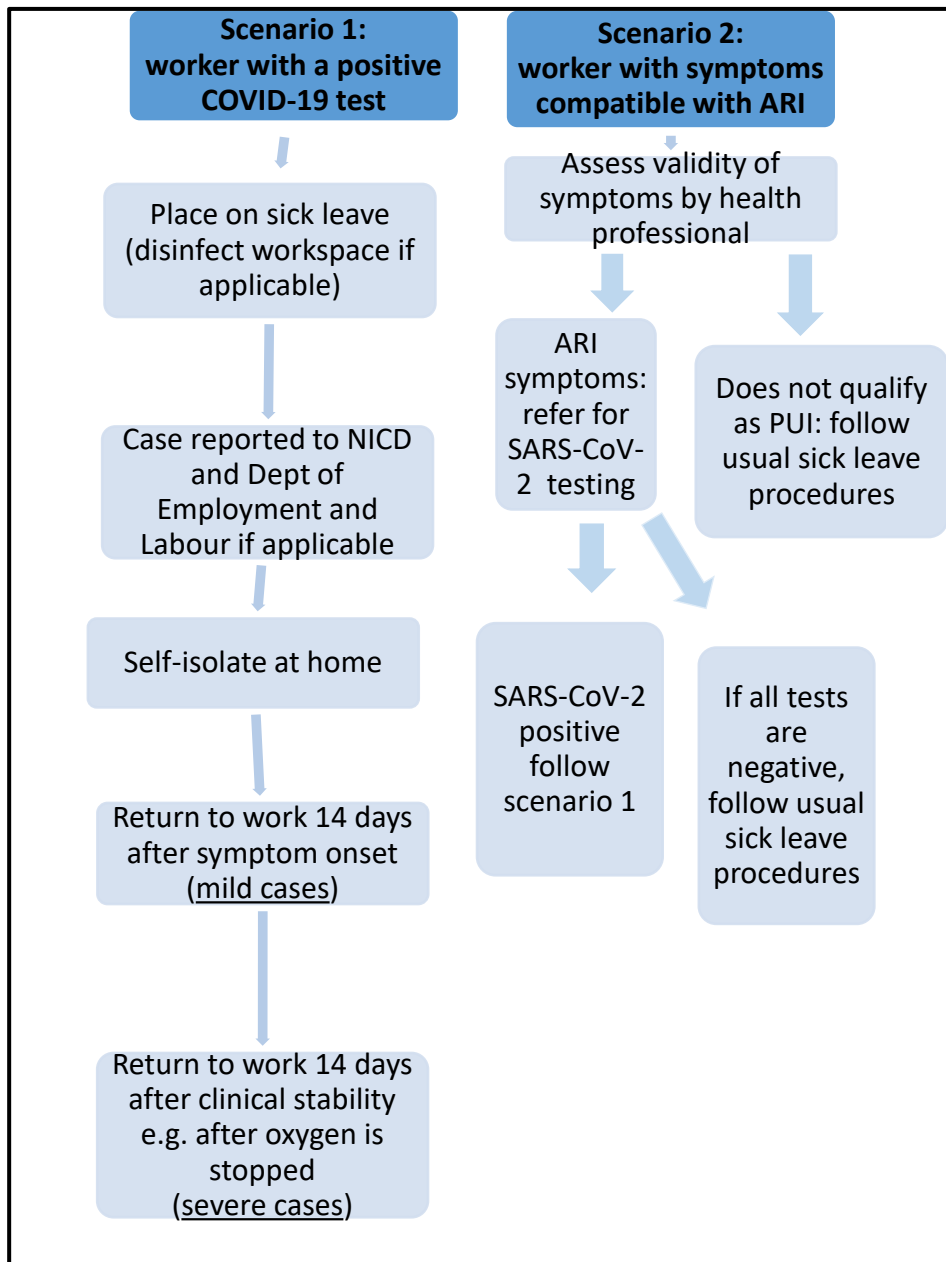 Scenario 1:
worker with a positive
COVID-19 test
Place on sick leave
(disinfect workspace if
applicable)
Case reported to NICD
and Dept of
Employment and
Labour if applicable
Self-isolate at home
Return to work 14 days
after symptom onset
(mild cases)
Return to work 14 days
after clinical stability
e.g. after oxygen is
stopped
(severe cases)
Scenario 2:
worker with symptoms
compatible with ARI
Assess validity of
symptoms by health
professional
ARI
symptoms:
refer for
SARS-CoV-
2 testing
Does not qualify
as PUI: follow
usual sick leave
procedures
SARS-CoV-2
positive
follow
scenario 1
If all tests
are
negative,
follow usual
sick leave
procedures